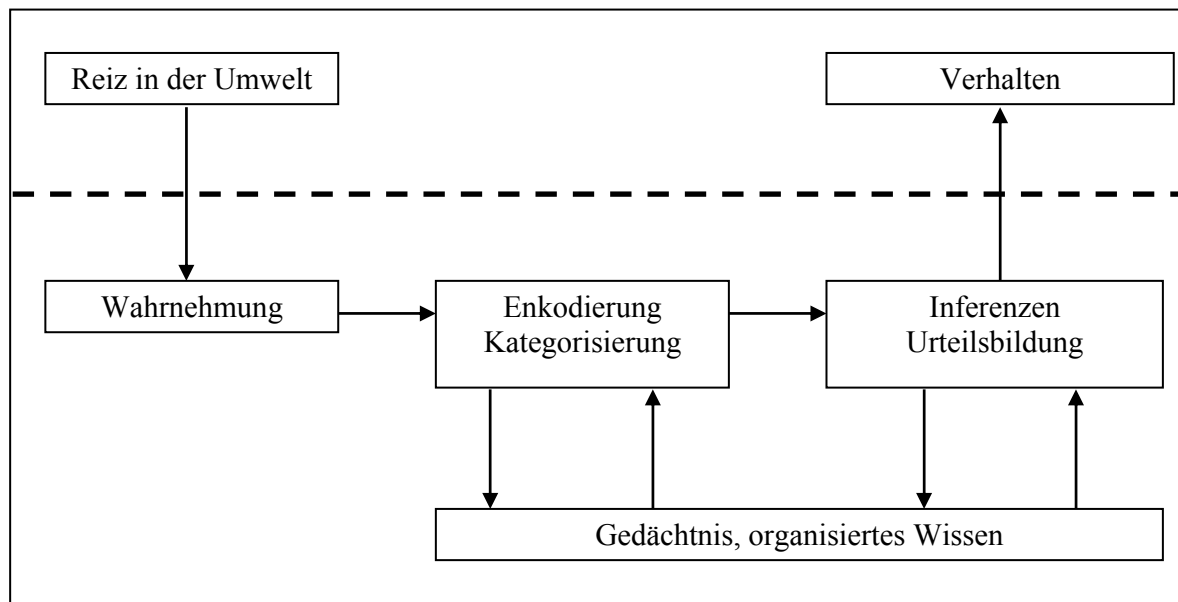 Reiz in der Umwelt
Verhalten
Wahrnehmung
Enkodierung
Kategorisierung
Inferenzen
Urteilsbildung
Gedächtnis, organisiertes Wissen